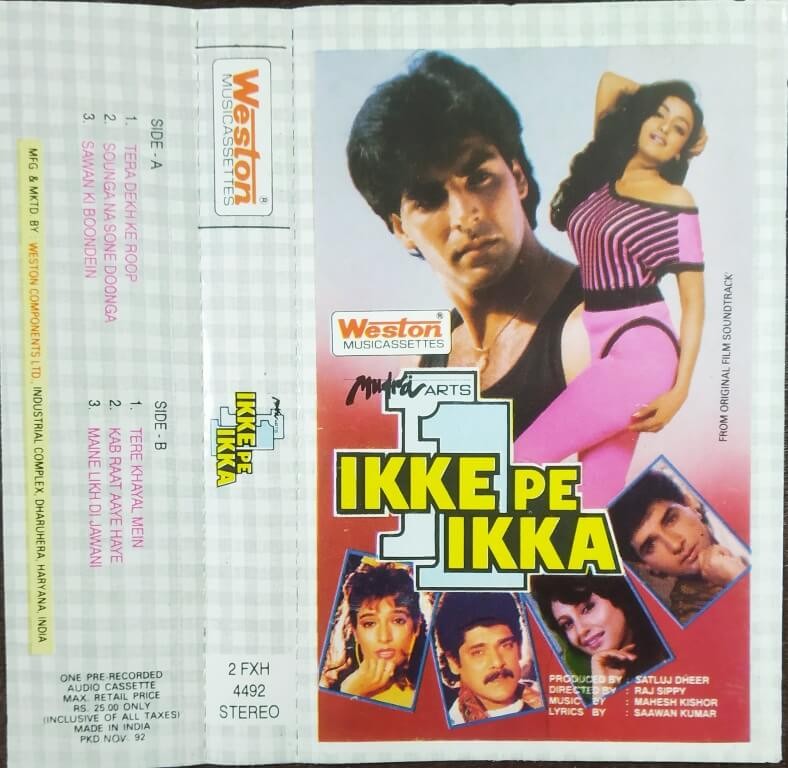 SIDE - A
1. TERA DEKH KE ROOP
2. SOUNGA NA SONE DOONGA
3. SAWAN KI BOONDEIN
SIDE - B
1. TERE KHAYAL MEIN
2. KAB RAAT AAYE HAYE
3. MAINE LIKH DI JAWANI
MFG & MKTD. BY WESTON COMPONENTS LTD., INDUSTRIAL COMPLEX, DHARUHERA, HARYANA, INDIA
ONE PRE-RECORDED
AUDIO CASSETTE
MAX. RETAIL PRICE
RS. 25.00 ONLY
(INCLUSIVE OF ALL TAXES)
MADE IN INDIA
PKD NOV. 92
Weston®
MUSICASSETTES
1
IKKE PE
IKKA
2 FXH
4492
STEREO
Weston®
MUSICASSETTES
Mudra ARTS
1
IKKE PE
IKKA
FROM ORIGINAL FILM SOUNDTRACK
PRODUCED BY : SATLUJ DHEER
DIRECTED BY : RAJ SIPPY
MUSIC BY : MAHESH KISHOR
LYRICS BY : SAAWAN KUMAR